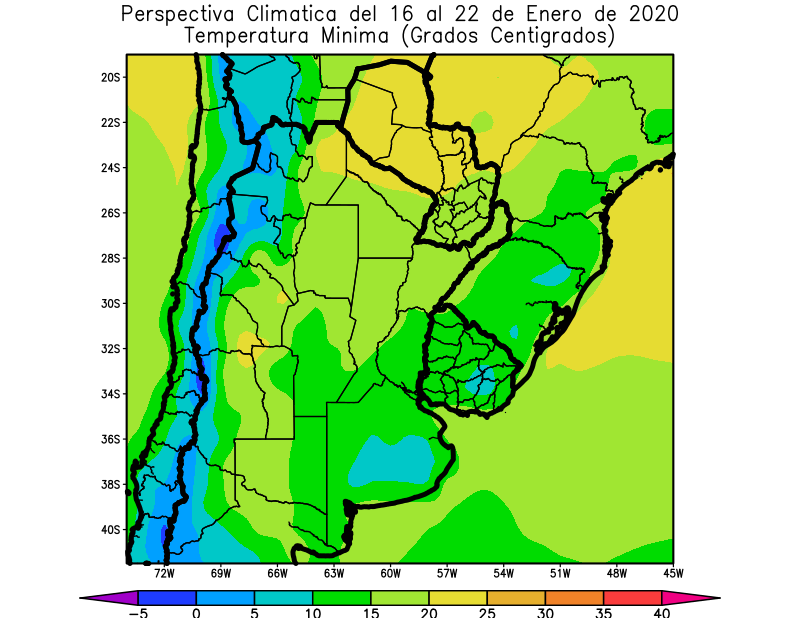 Perspectiva Climatica del 16 al 22 de Enero de 2020
Temperatura Minima (Grados Centigrados)
20S
22S
24S
26S
28S
30S
32S
34S
36S
38S
40S
72W 69W 66W 63W 60W 57W 54W 51W 48W 45W
−5 0 5 10 15 20 25 30 35 40